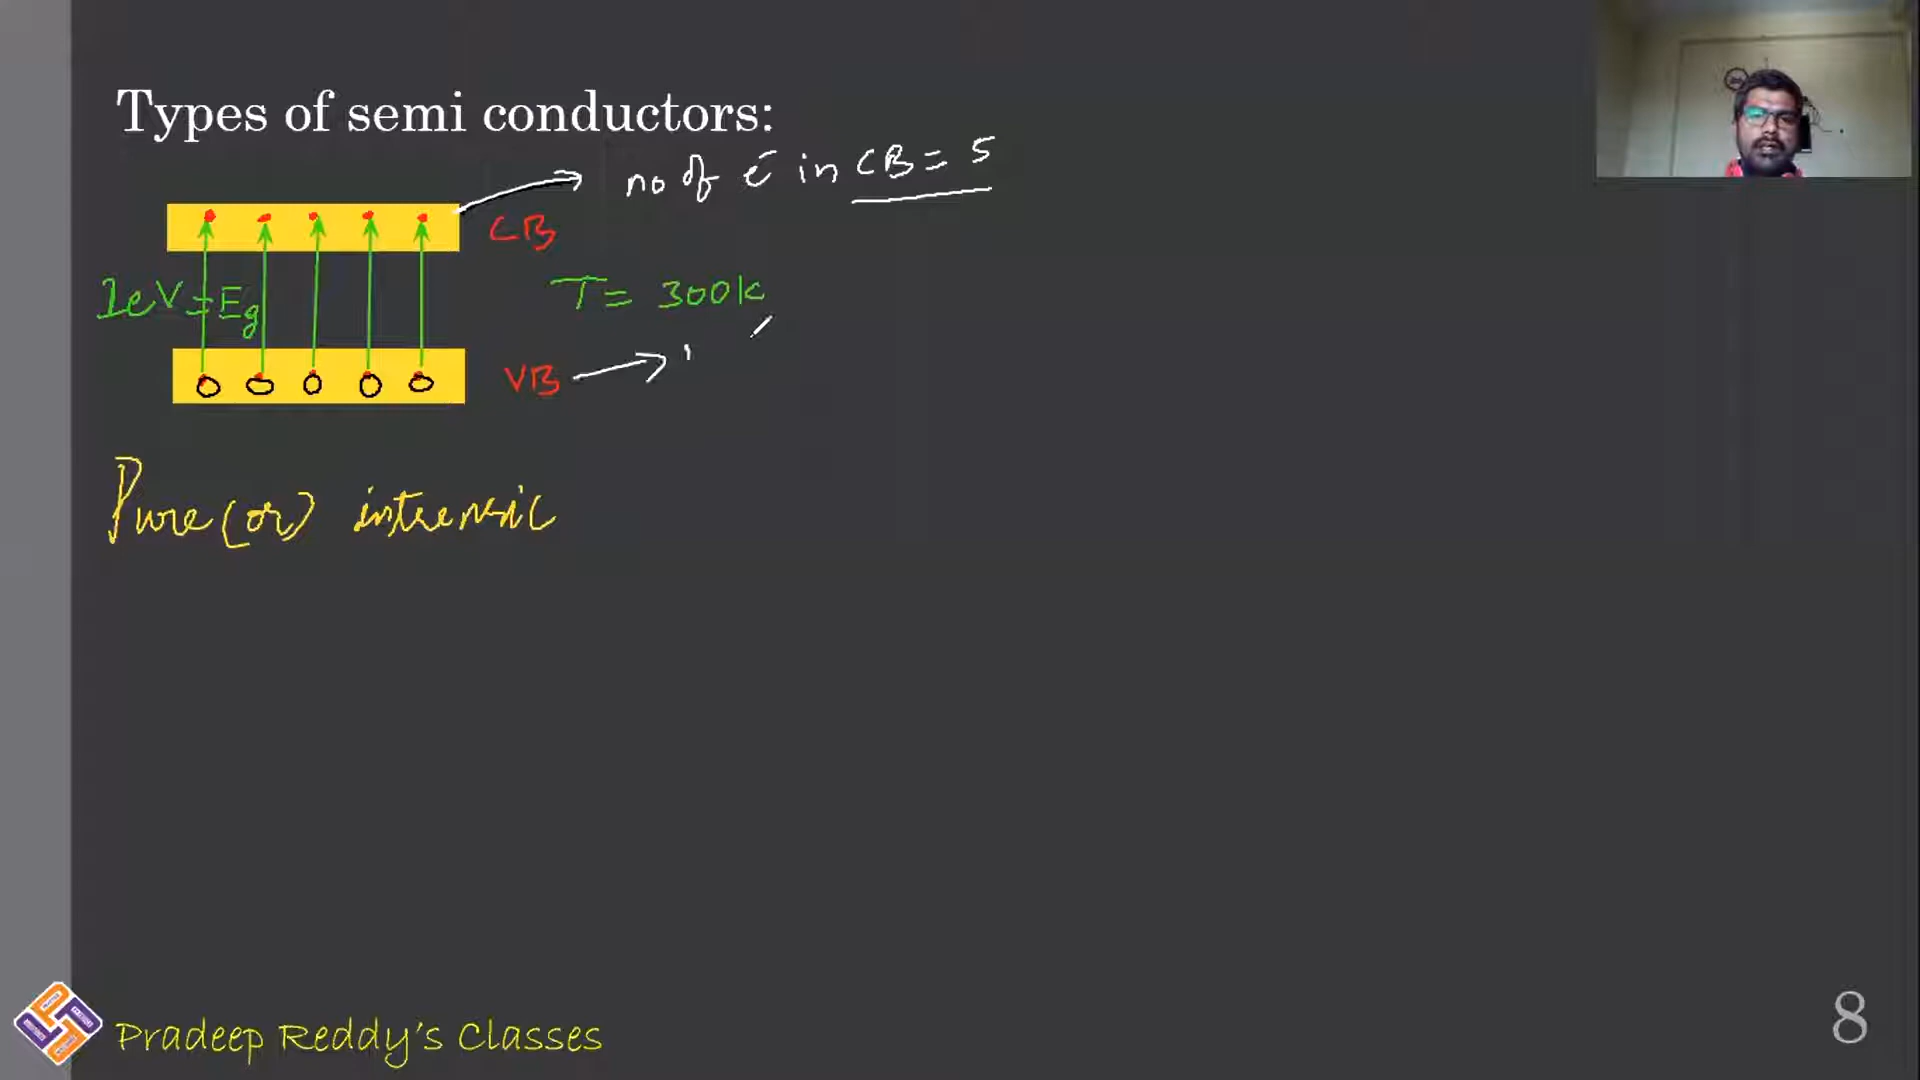 Types of semi conductors:
no of ē in CB = 5
CB
1eV = Eg
T = 300k
VB
Pure (or) intrensic
Pradeep Reddy's Classes
8